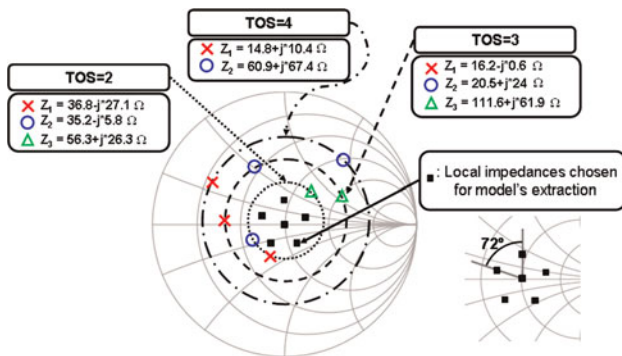 TOS=4
Z1 = 14.8+j*10.4 Ω
Z2 = 60.9+j*67.4 Ω
TOS=3
Z1 = 16.2-j*0.6 Ω
Z2 = 20.5+j*24 Ω
Z3 = 111.6+j*61.9 Ω
TOS=2
Z1 = 36.8-j*27.1 Ω
Z2 = 35.2-j*5.8 Ω
Z3 = 56.3+j*26.3 Ω
: Local impedances chosen
for model's extraction
72º